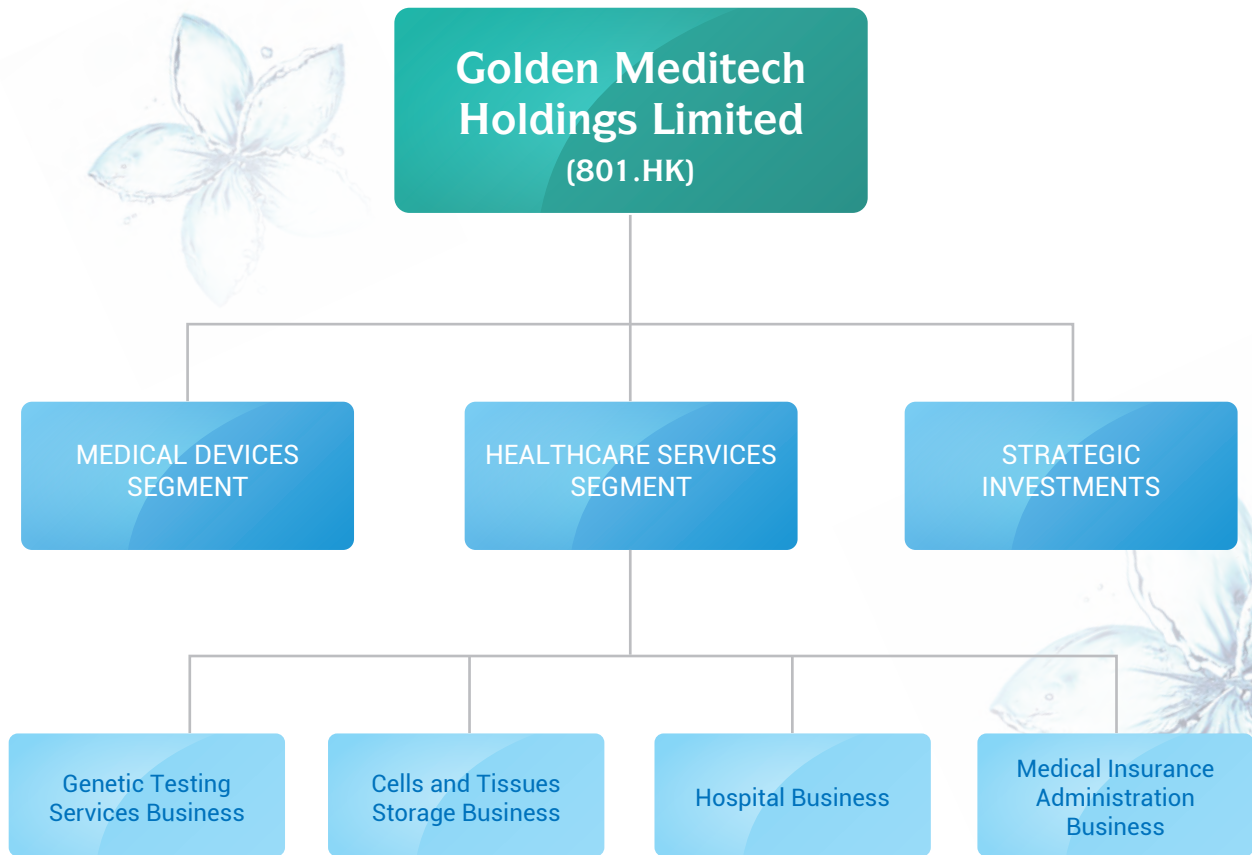 Golden Meditech
Holdings Limited
(801.HK)
MEDICAL DEVICES
SEGMENT
HEALTHCARE SERVICES
SEGMENT
STRATEGIC
INVESTMENTS
Genetic Testing
Services Business
Cells and Tissues
Storage Business
Hospital Business
Medical Insurance
Administration
Business